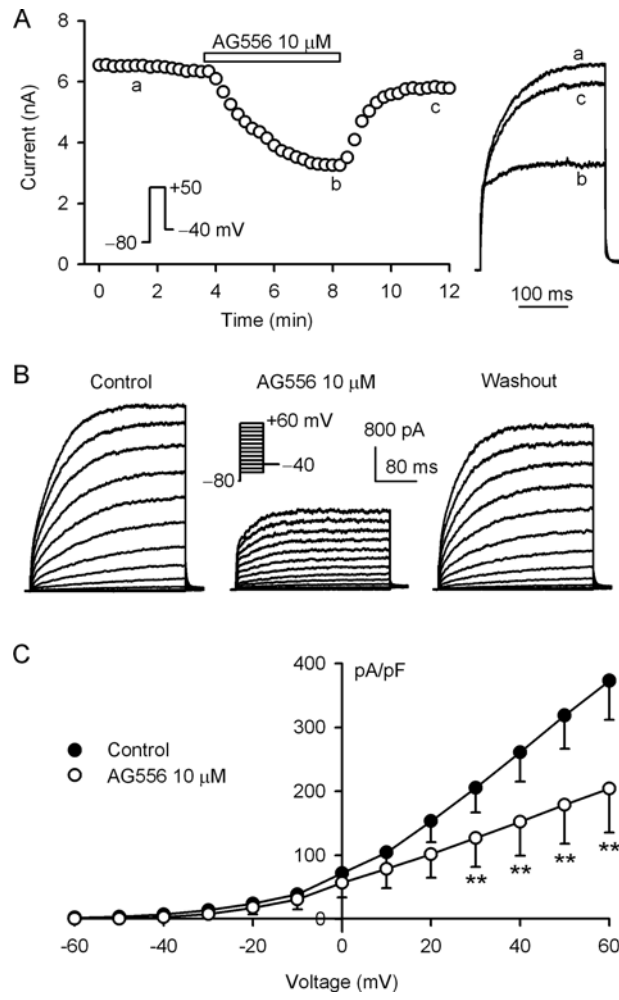 A
AG556 10 μM
Current (nA)
8
6
4
2
0
a
b
c
+50
−80
−40 mV
0 2 4 6 8 10 12
Time (min)
a
c
b
100 ms
B
Control
AG556 10 μM
Washout
+60 mV
−40
−80
800 pA
80 ms
C
pA/pF
400
300
200
100
0
Control
AG556 10 μM
** ** ** **
-60 -40 -20 0 20 40 60
Voltage (mV)